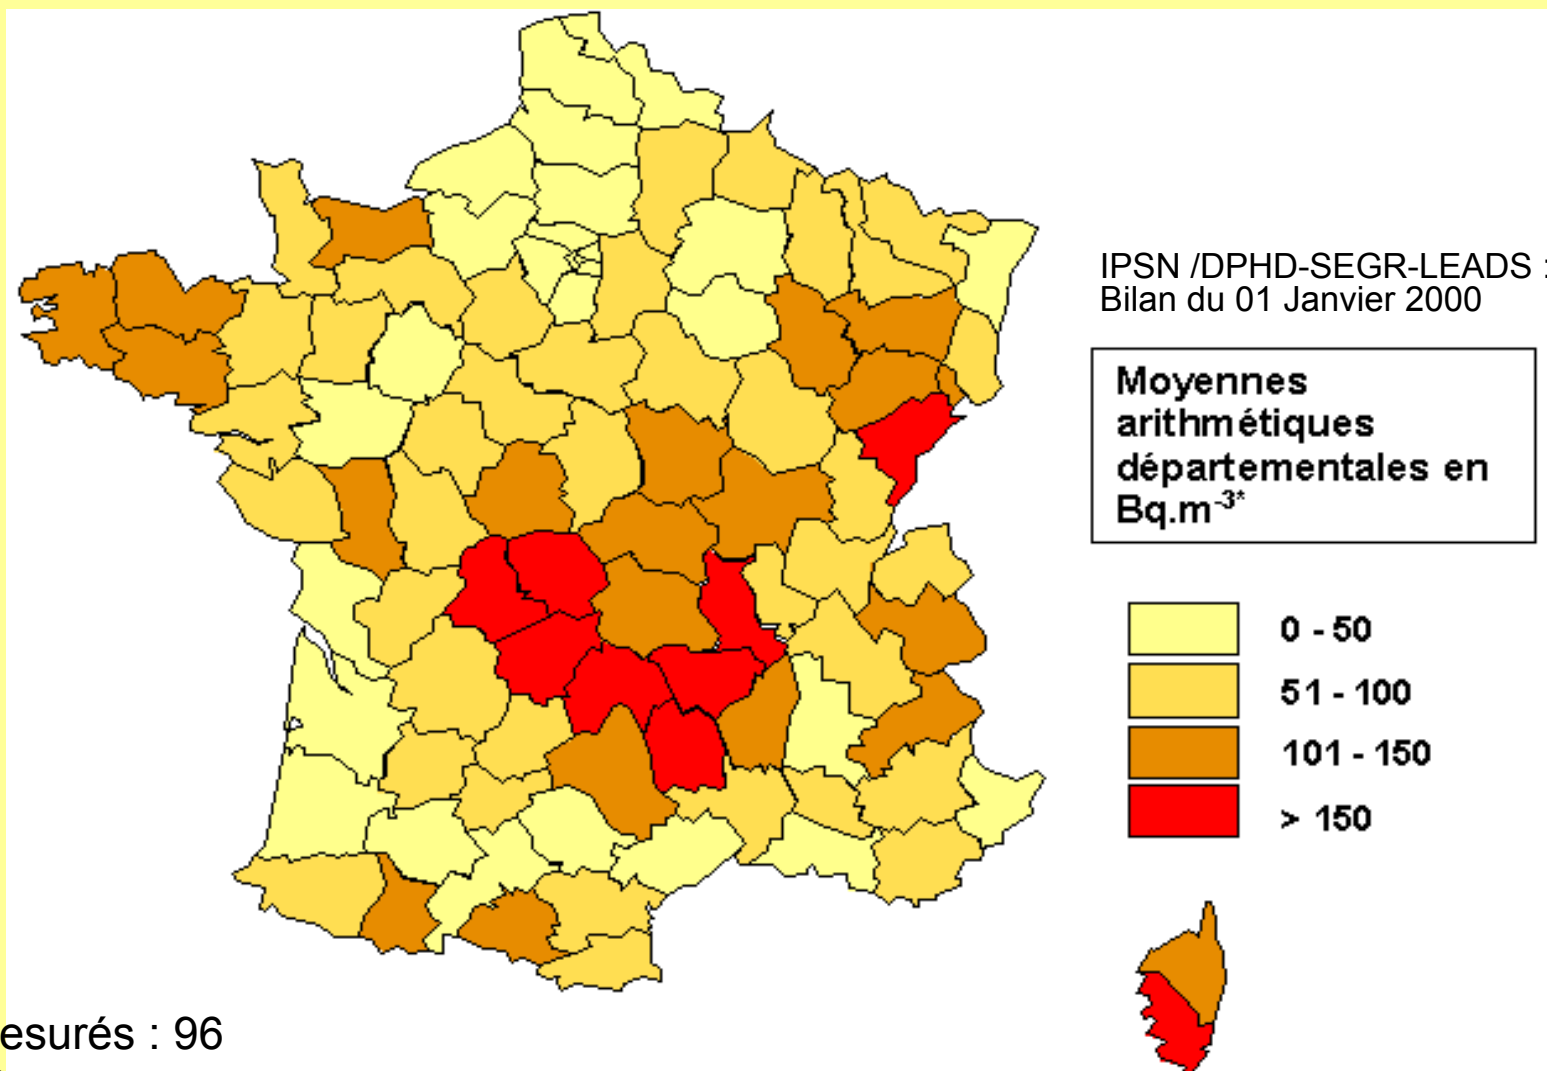 IPSN /DPHD-SEGR-LEADS :
Bilan du 01 Janvier 2000
Moyennes
arithmétiques
départementales en
Bq.m-3*
0 - 50
51 - 100
101 - 150
> 150
esurés : 96